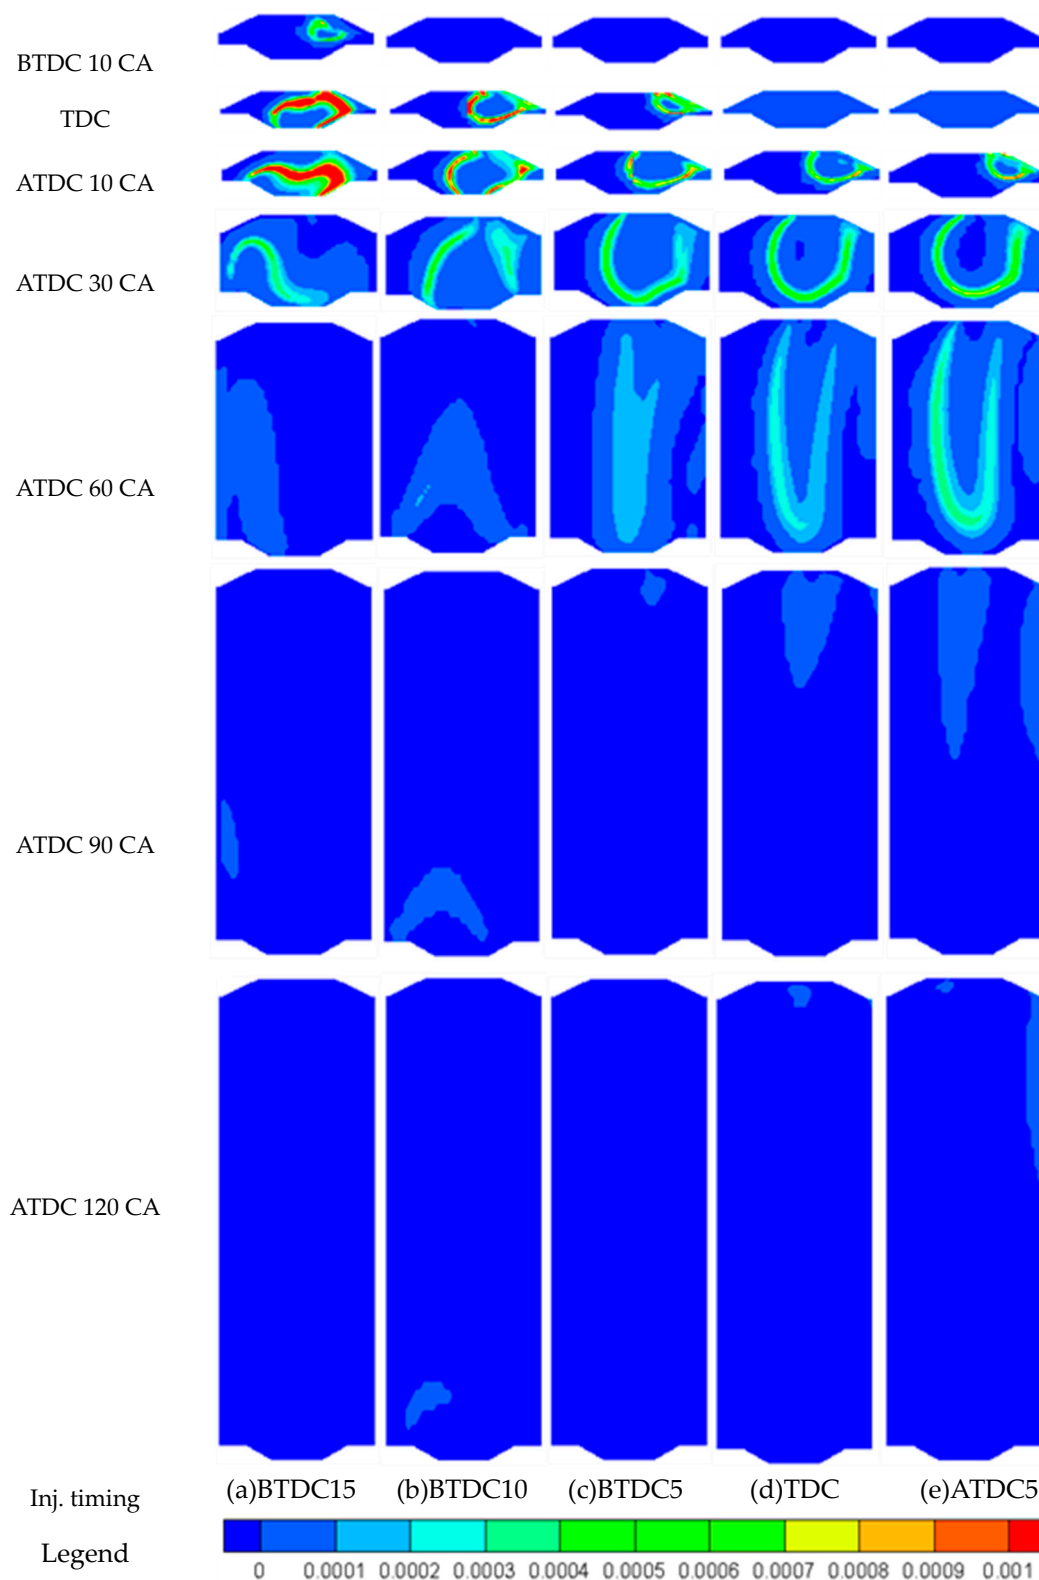 BTDC 10 CA
TDC
ATDC 10 CA
ATDC 30 CA
ATDC 60 CA
ATDC 90 CA
ATDC 120 CA
Inj. timing (a)BTDC15 (b)BTDC10 (c)BTDC5 (d)TDC (e)ATDC5
Legend
0 0.0001 0.0002 0.0003 0.0004 0.0005 0.0006 0.0007 0.0008 0.0009 0.001